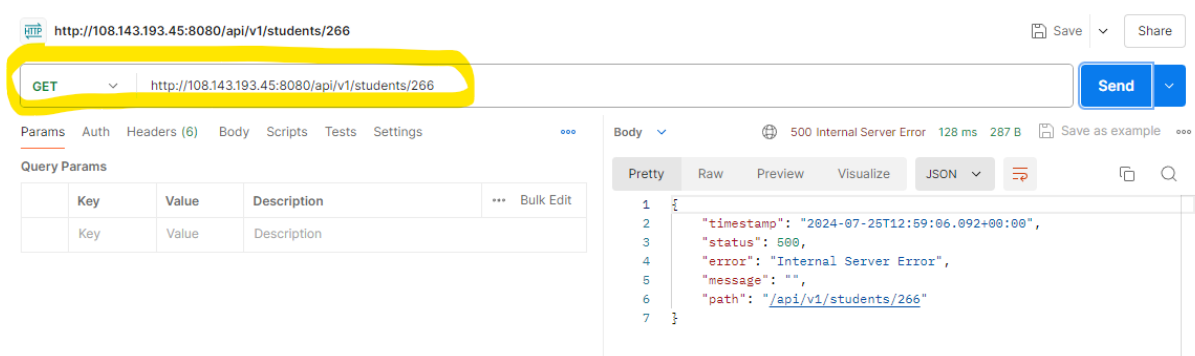 HTTP http://108.143.193.45:8080/api/v1/students/266 Save Share
GET http://108.143.193.45:8080/api/v1/students/266 Send
Params Auth Headers (6) Body Scripts Tests Settings
Query Params
Key Value Description Bulk Edit
Key Value Description
Body 500 Internal Server Error 128 ms 287 B Save as example
Pretty Raw Preview Visualize JSON
1 {
2 "timestamp": "2024-07-25T12:59:06.092+00:00",
3 "status": 500,
4 "error": "Internal Server Error",
5 "message": "",
6 "path": "/api/v1/students/266"
7 }